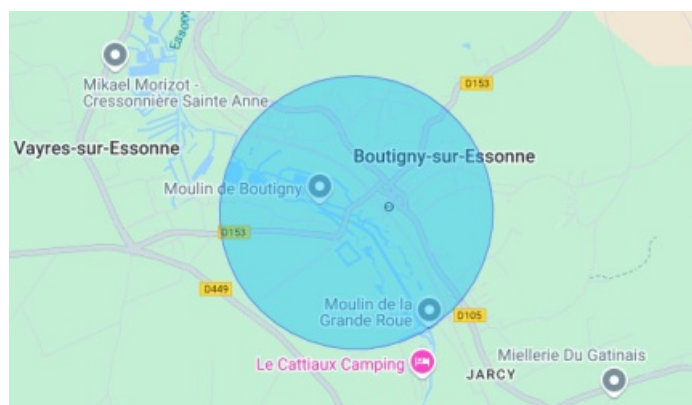 Essonne
D153
Mikael Morizot -
Cressonnière Sainte Anne
Vayres-sur-Essonne
Boutigny-sur-Essonne
Moulin de Boutigny
D153
D449
Moulin de la
Grande Roue
D105
Le Cattiaux Camping
Miellerie Du Gatinais
JARCY